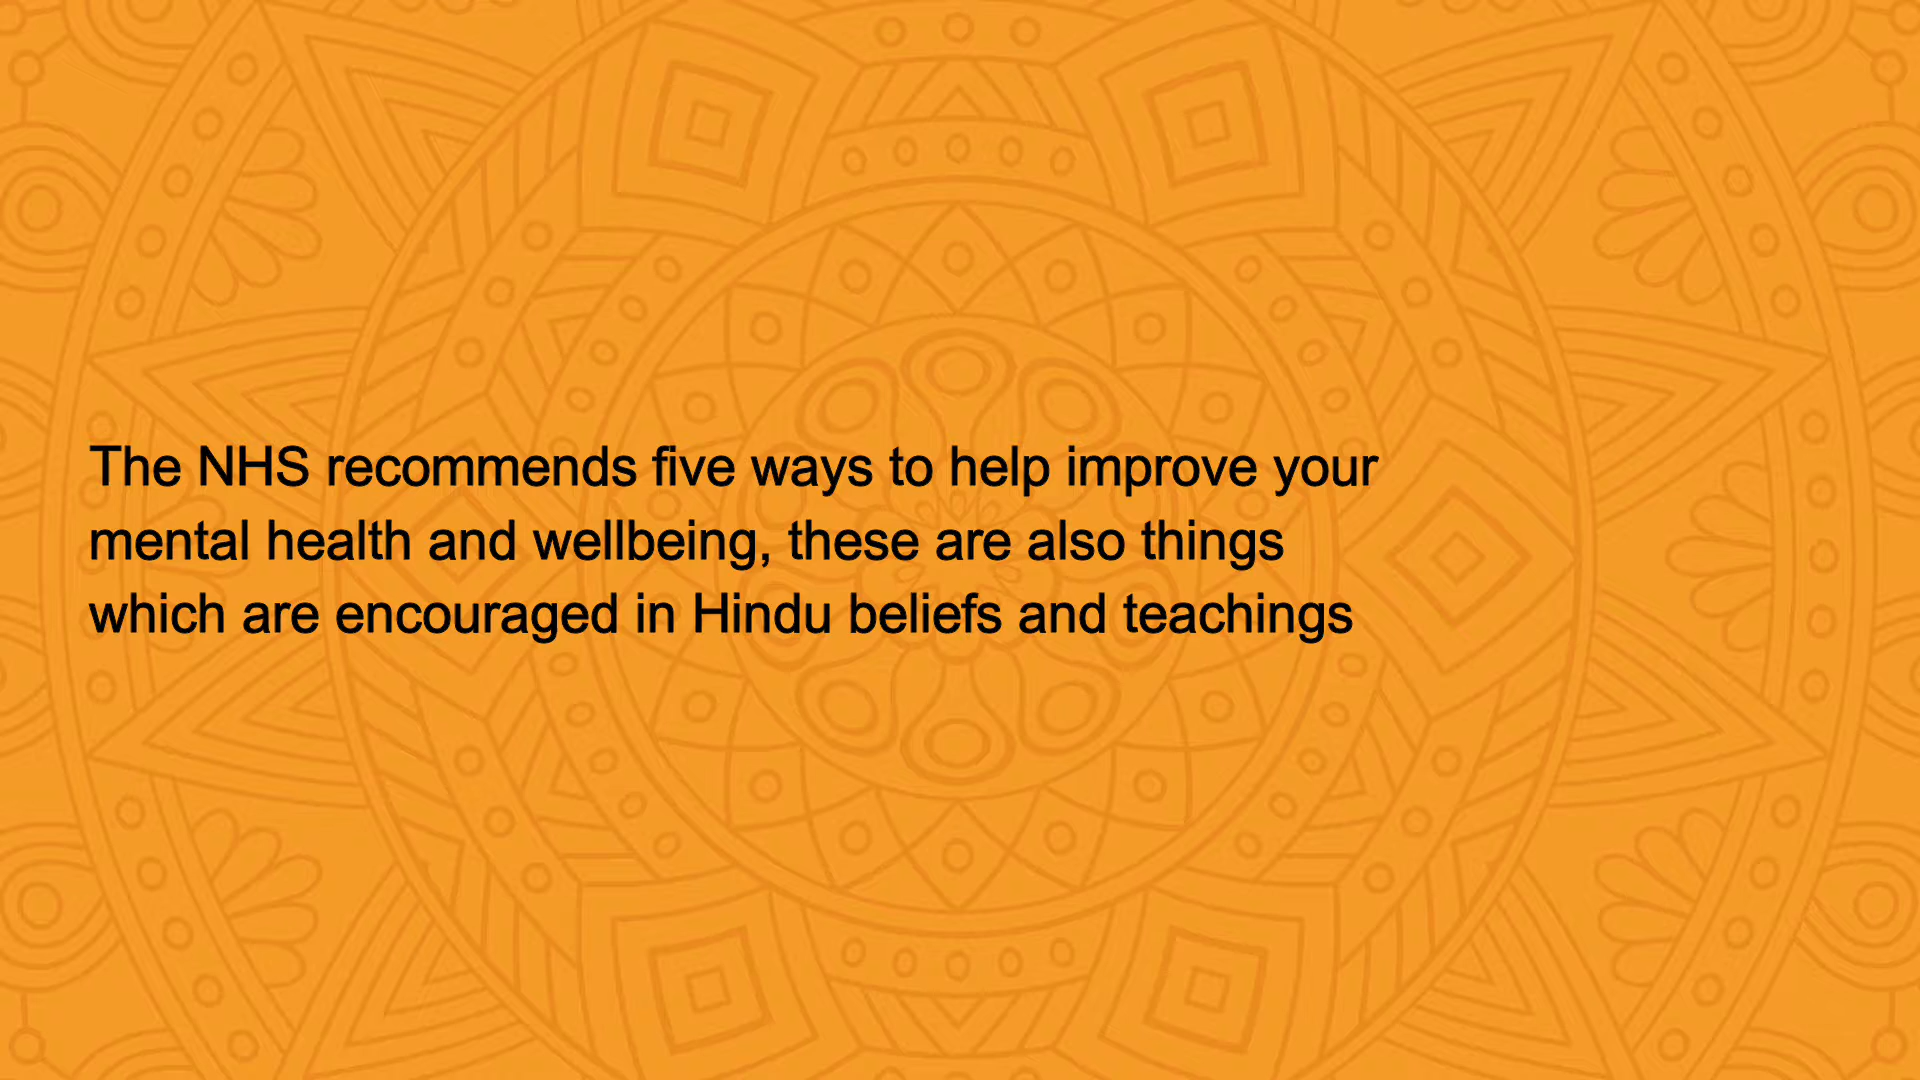 The NHS recommends five ways to help improve your
mental health and wellbeing, these are also things
which are encouraged in Hindu beliefs and teachings